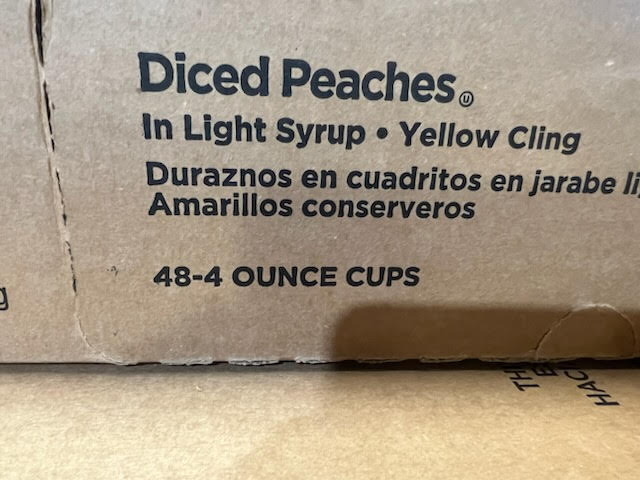 Diced Peaches Ⓤ
In Light Syrup • Yellow Cling
Duraznos en cuadritos en jarabe
Amarillos conserveros
48-4 OUNCE CUPS